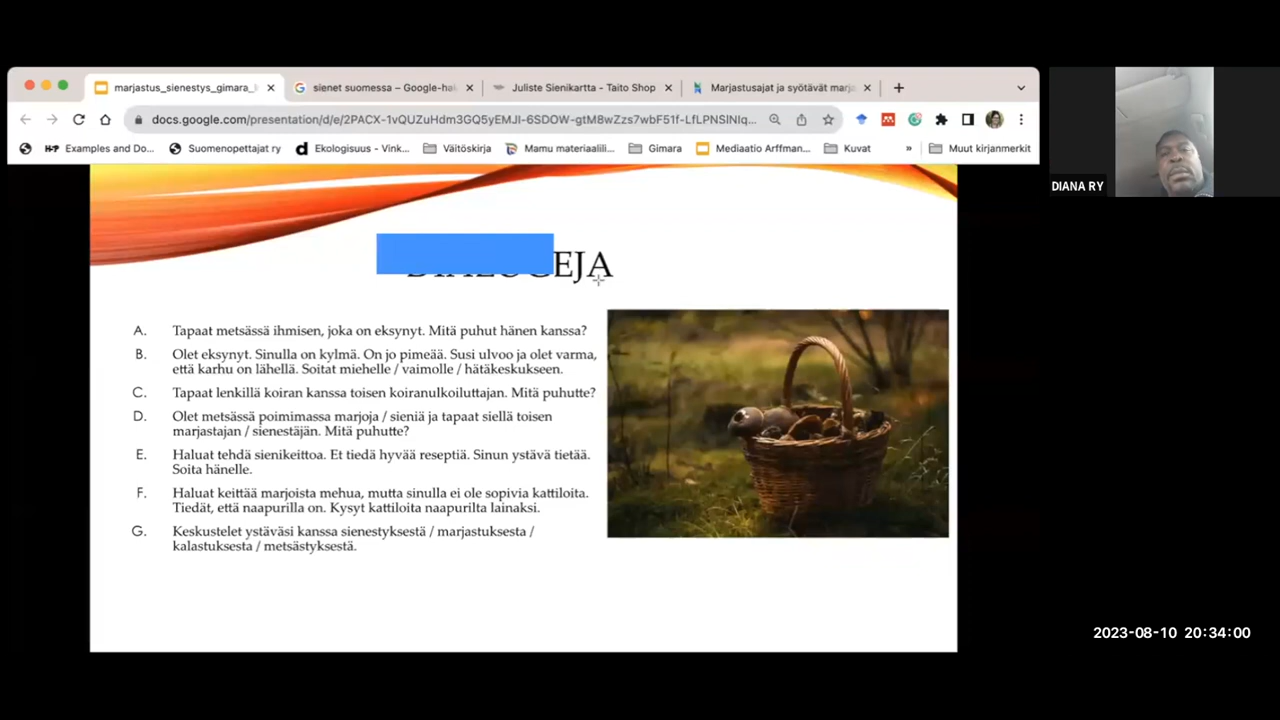 marjastus_sienestys_gimara_
sienet suomessa – Google-ha
Juliste Sienikartta - Taito Shop
Marjastusajat ja syötävät marj
docs.google.com/presentation/d/e/2PACX-1vQUZuHdm3GQ5yEMJI-6SDOW-gtM8wZzs7wbF51f-LfLPNSINIq...
Examples and Do...
Suomenopettajat ry
Ekologisuus - Vink...
Väitöskirja
Mamu materiaalili...
Gimara
Mediaatio Arffman...
Kuvat
»
Muut kirjanmerkit
DIANA RY
EJA
A. Tapaat metsässä ihmisen, joka on eksynyt. Mitä puhut hänen kanssa?
B. Olet eksynyt. Sinulla on kylmä. On jo pimeää. Susi ulvoo ja olet varma,
että karhu on lähellä. Soitat miehelle / vaimolle / hätäkeskukseen.
C. Tapaat lenkillä koiran kanssa toisen koiranulkoiluttajan. Mitä puhutte?
D. Olet metsässä poimimassa marjoja / sieniä ja tapaat siellä toisen
marjastajan / sienestäjän. Mitä puhutte?
E. Haluat tehdä sienikeittoa. Et tiedä hyvää reseptiä. Sinun ystävä tietää.
Soita hänelle.
F. Haluat keittää marjoista mehua, mutta sinulla ei ole sopivia kattiloita.
Tiedät, että naapurilla on. Kysyt kattiloita naapurilta lainaksi.
G. Keskustelet ystäväsi kanssa sienestyksestä / marjastuksesta /
kalastuksesta / metsästyksestä.
2023-08-10 20:34:00